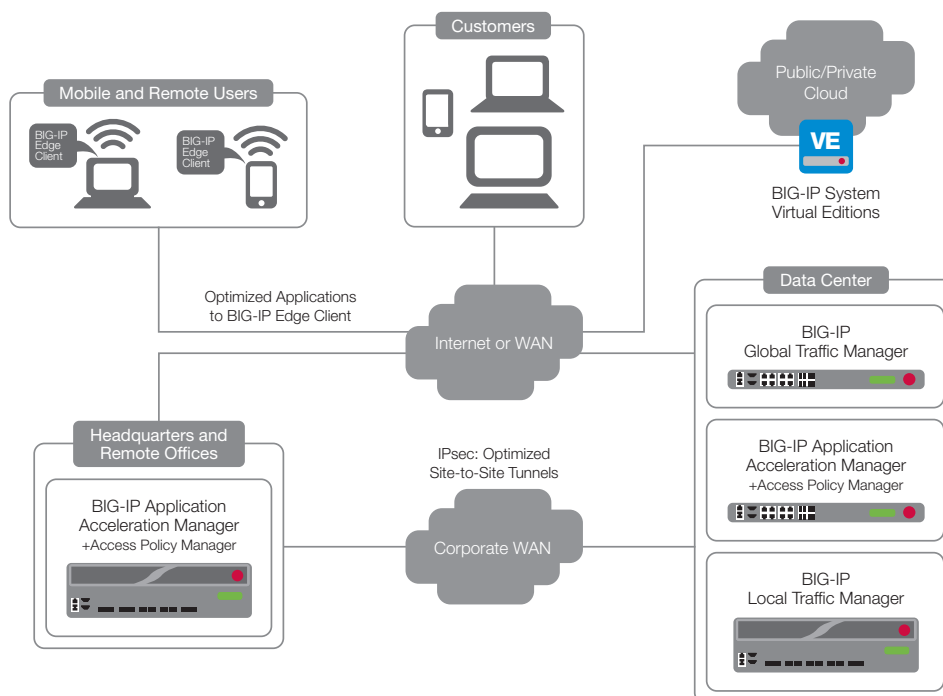 Customers
Mobile and Remote Users
BIG-IP
Edge
Client
BIG-IP
Edge
Client
Public/Private
Cloud
VE
BIG-IP System
Virtual Editions
Optimized Applications
to BIG-IP Edge Client
Internet or WAN
Data Center
BIG-IP
Global Traffic Manager
Headquarters and
Remote Offices
BIG-IP Application
Acceleration Manager
+Access Policy Manager
IPsec: Optimized
Site-to-Site Tunnels
Corporate WAN
BIG-IP Application
Acceleration Manager
+Access Policy Manager
BIG-IP
Local Traffic Manager